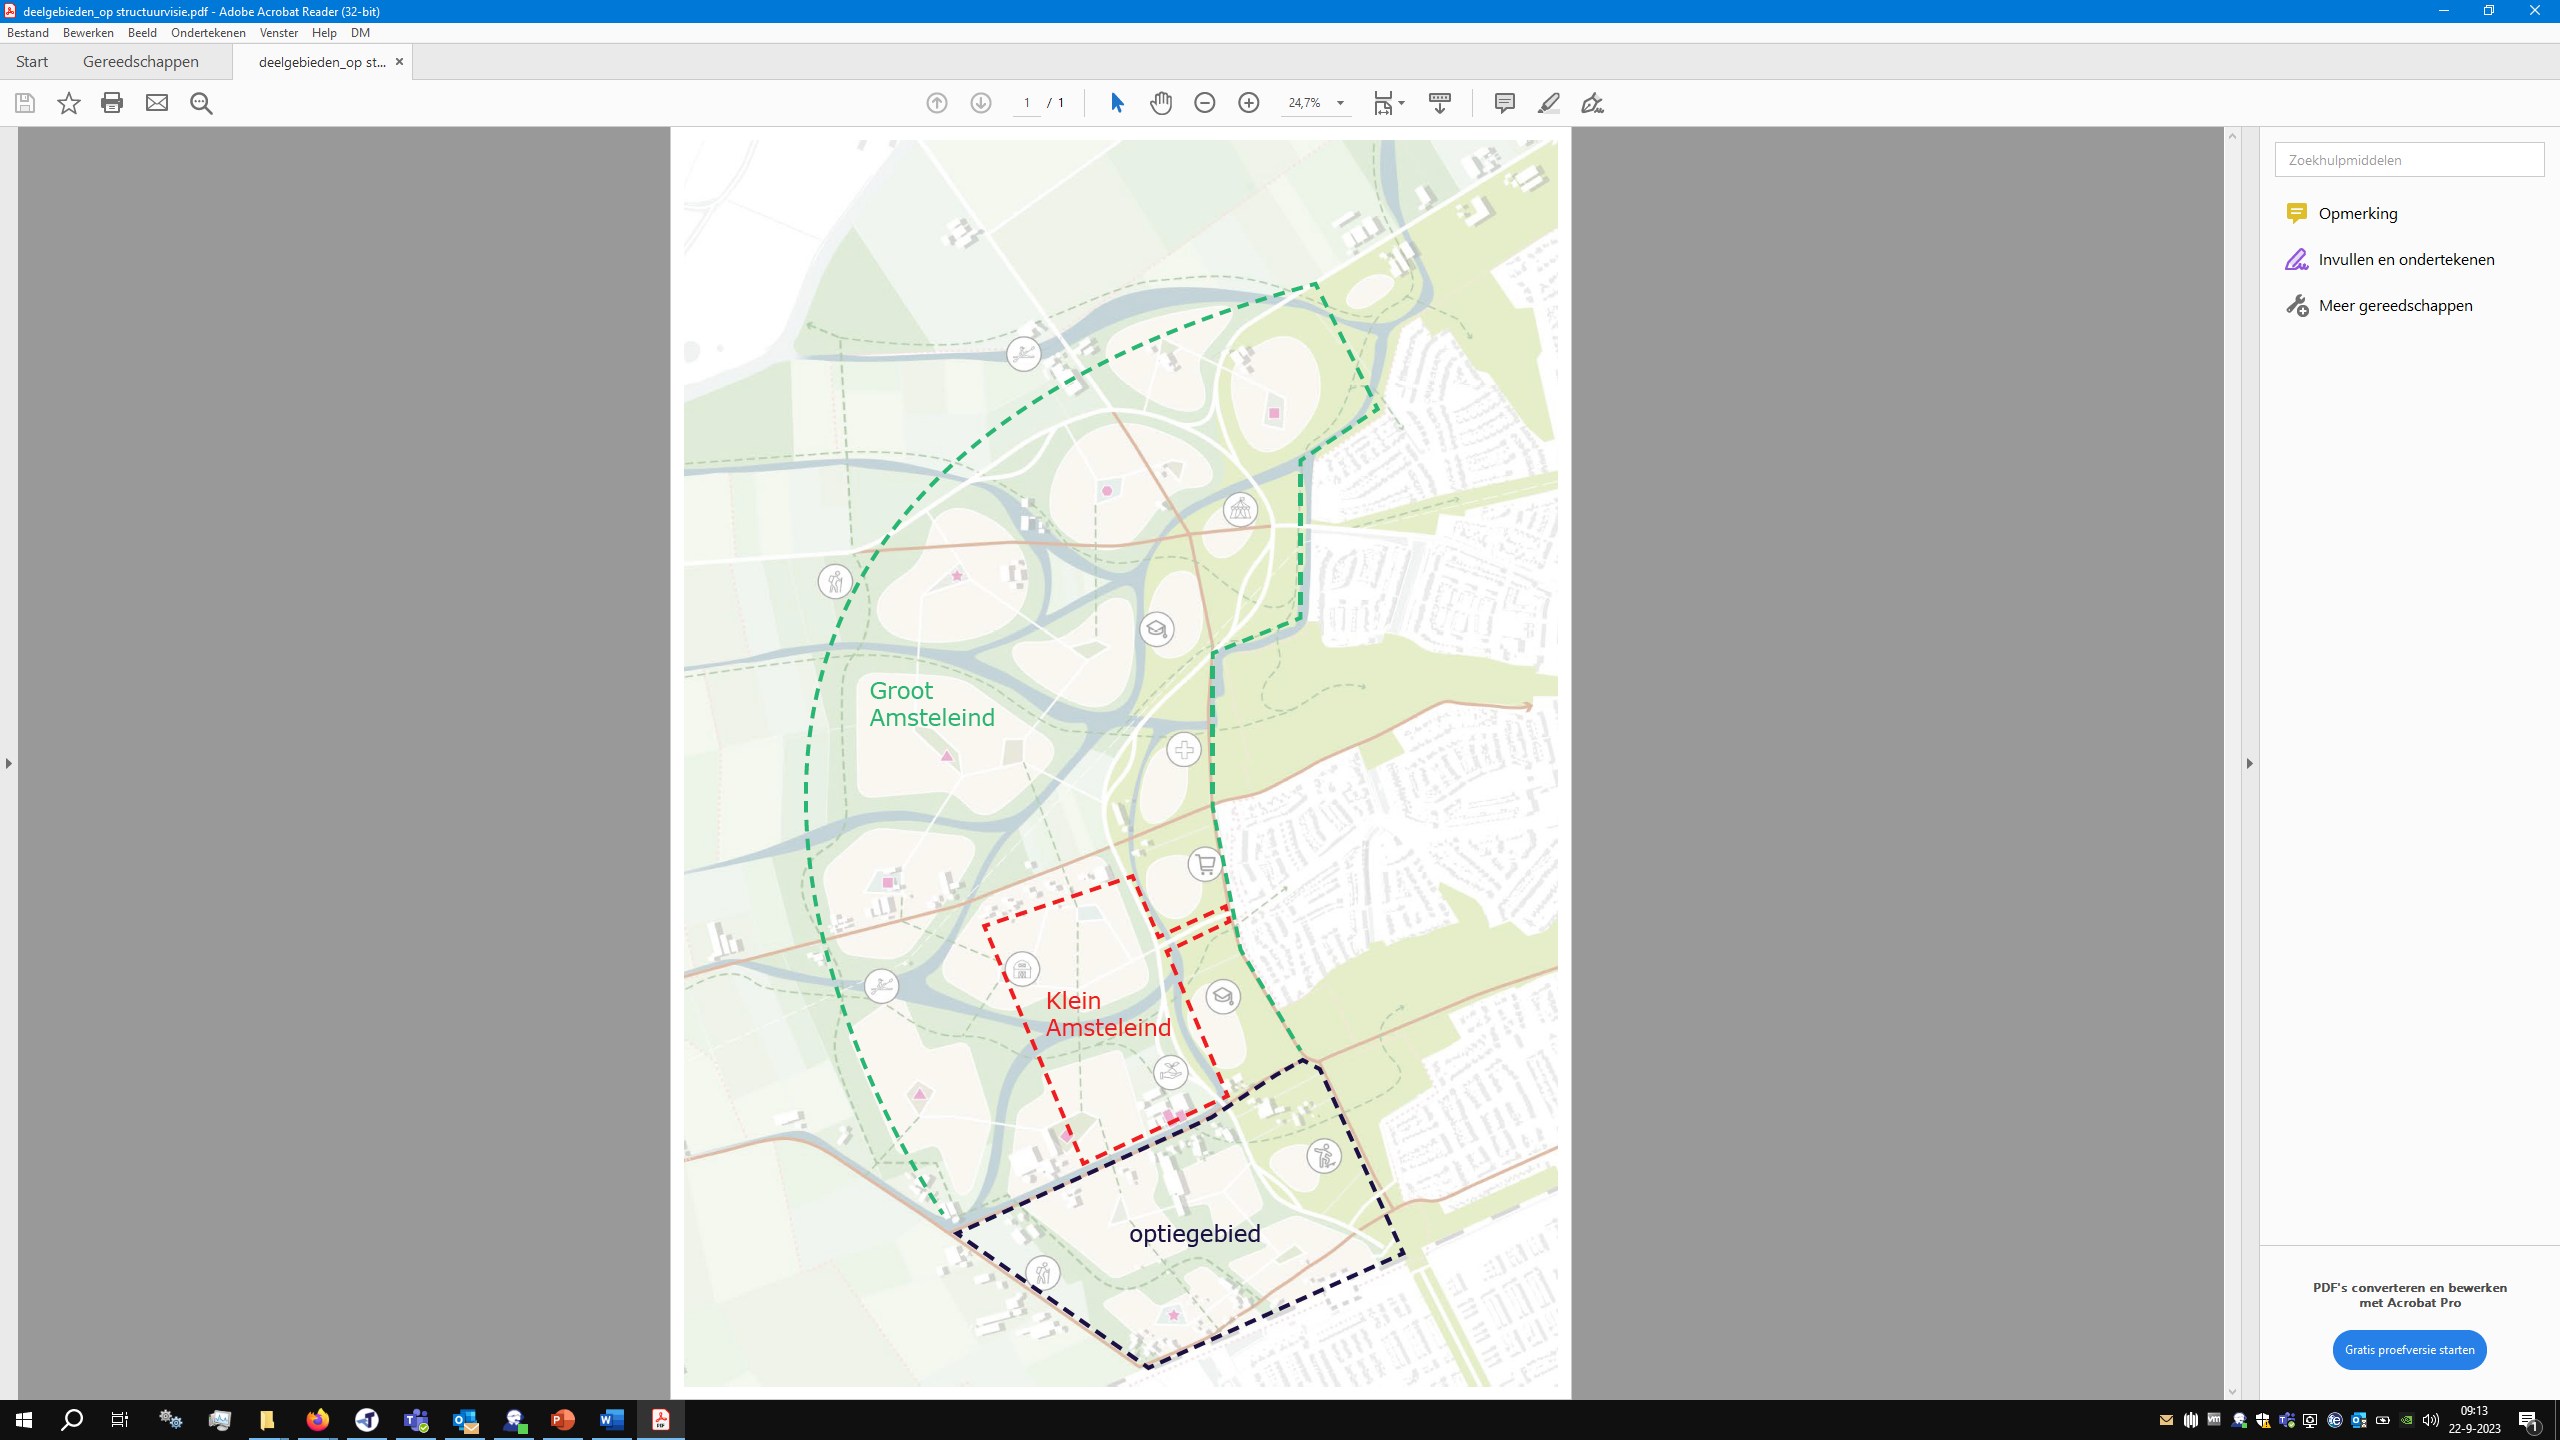 deelgebieden_op structuurvisie.pdf - Adobe Acrobat Reader (32-bit)
Bestand Bewerken Beeld Ondertekenen Venster Help DM
Start Gereedschappen deelgebieden_op st... ×
1 / 1 24,7%
Zoekhulpmiddelen
Opmerking
Invullen en ondertekenen
Meer gereedschappen
Groot
Amsteleind
Klein
Amsteleind
optiegebied
PDF's converteren en bewerken
met Acrobat Pro
Gratis proefversie starten
09:13
22-9-2023
1